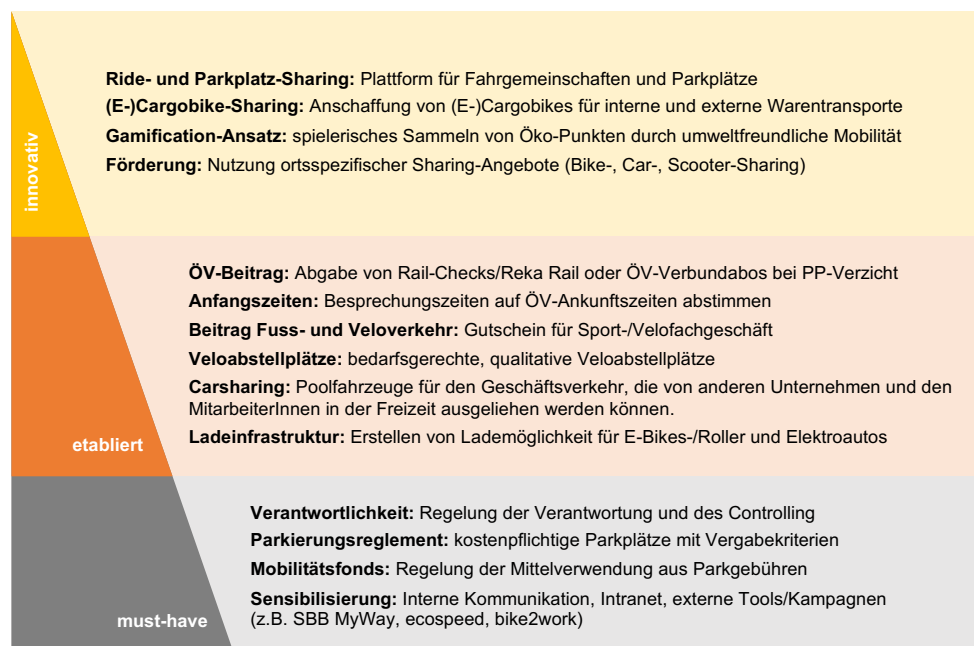 Ride- und Parkplatz-Sharing: Plattform für Fahrgemeinschaften und Parkplätze
(E-)Cargobike-Sharing: Anschaffung von (E-)Cargobikes für interne und externe Warentransporte
Gamification-Ansatz: spielerisches Sammeln von Öko-Punkten durch umweltfreundliche Mobilität
Förderung: Nutzung ortsspezifischer Sharing-Angebote (Bike-, Car-, Scooter-Sharing)
innovativ
ÖV-Beitrag: Abgabe von Rail-Checks/Reka Rail oder ÖV-Verbundabos bei PP-Verzicht
Anfangszeiten: Besprechungszeiten auf ÖV-Ankunftszeiten abstimmen
Beitrag Fuss- und Veloverkehr: Gutschein für Sport-/Velofachgeschäft
Veloabstellplätze: bedarfsgerechte, qualitative Veloabstellplätze
Carsharing: Poolfahrzeuge für den Geschäftsverkehr, die von anderen Unternehmen und den
MitarbeiterInnen in der Freizeit ausgeliehen werden können.
Ladeinfrastruktur: Erstellen von Lademöglichkeit für E-Bikes-/Roller und Elektroautos
etabliert
Verantwortlichkeit: Regelung der Verantwortung und des Controlling
Parkierungsreglement: kostenpflichtige Parkplätze mit Vergabekriterien
Mobilitätsfonds: Regelung der Mittelverwendung aus Parkgebühren
Sensibilisierung: Interne Kommunikation, Intranet, externe Tools/Kampagnen
(z.B. SBB MyWay, ecospeed, bike2work)
must-have